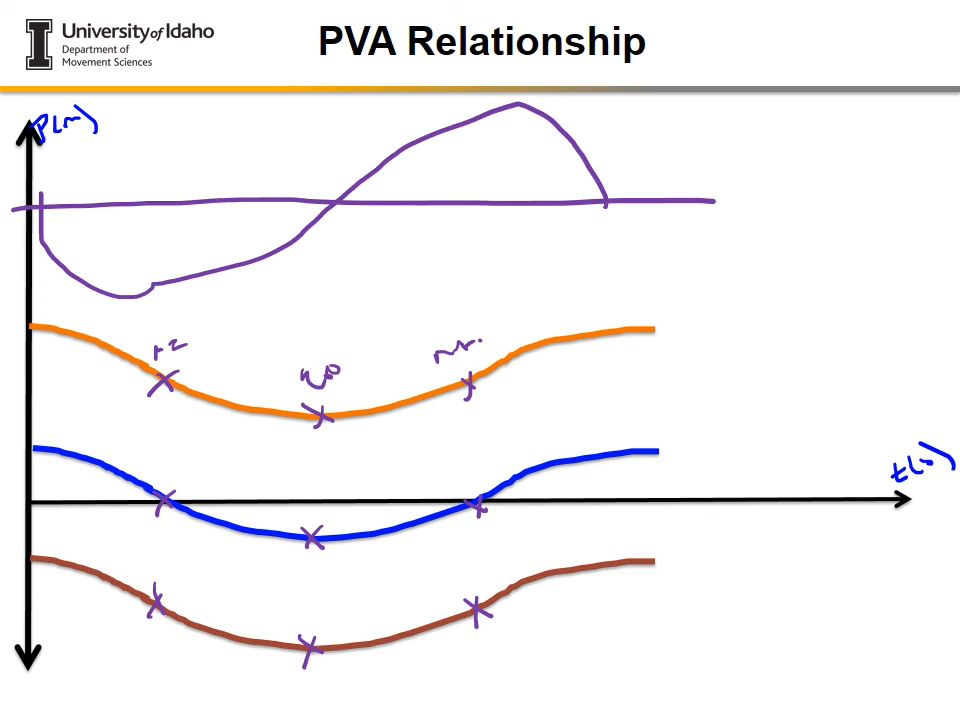 University of Idaho
Department of
Movement Sciences
PVA Relationship
P(m)
t(s)